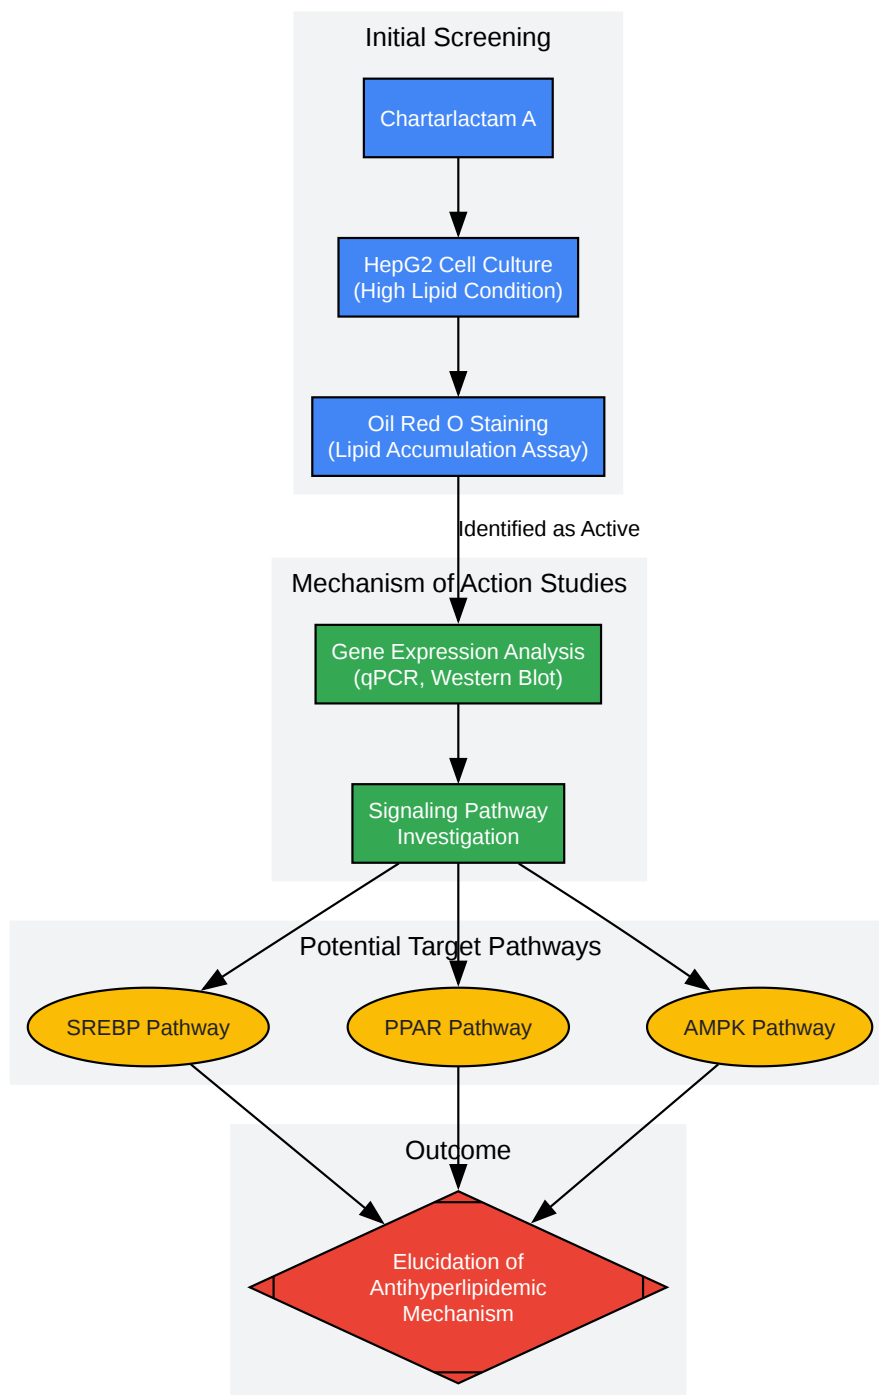 Initial Screening
Chartarlactam A
HepG2 Cell Culture
(High Lipid Condition)
Oil Red O Staining
(Lipid Accumulation Assay)
Identified as Active
Mechanism of Action Studies
Gene Expression Analysis
(qPCR, Western Blot)
Signaling Pathway
Investigation
Potential Target Pathways
SREBP Pathway
PPAR Pathway
AMPK Pathway
Outcome
Elucidation of
Antihyperlipidemic
Mechanism